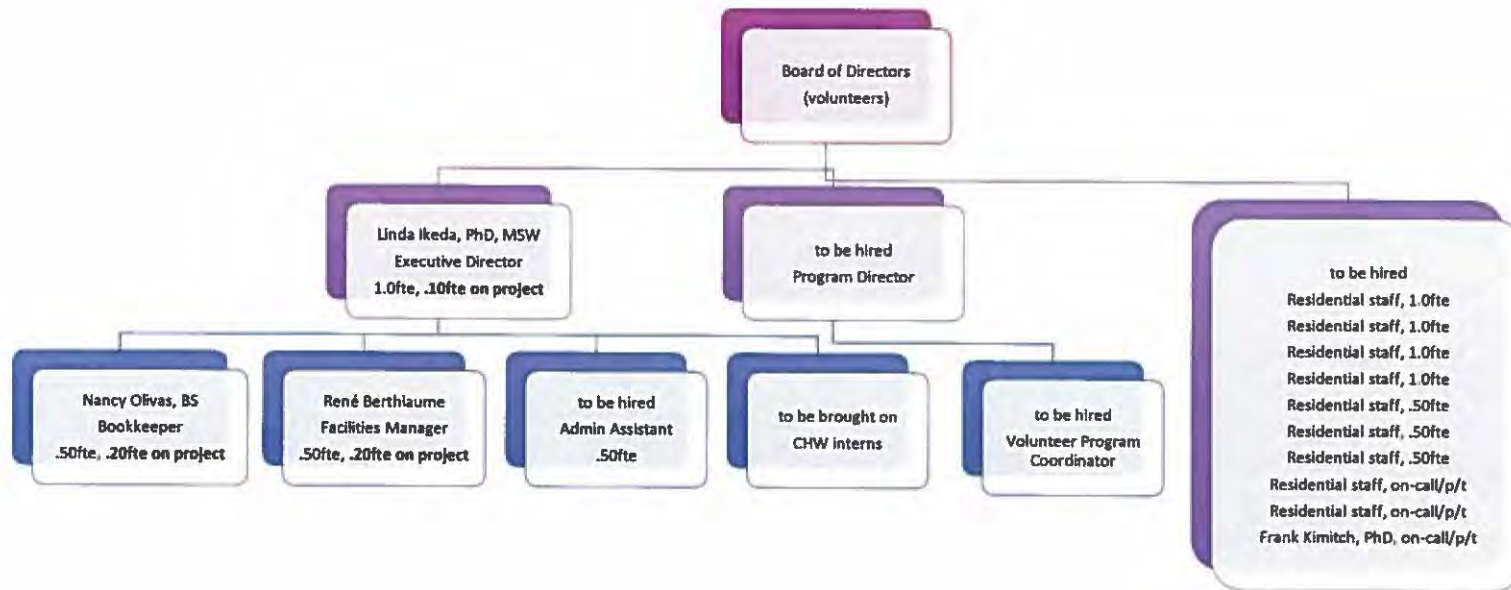 Board of Directors
(volunteers)
Linda Ikeda, PhD, MSW
Executive Director
1.0fte, .10fte on project
to be hired
Program Director
to be hired
Residential staff, 1.0fte
Residential staff, 1.0fte
Residential staff, 1.0fte
Residential staff, 1.0fte
Residential staff, .50fte
Residential staff, .50fte
Residential staff, .50fte
Residential staff, on-call/p/t
Residential staff, on-call/p/t
Frank Kimitch, PhD, on-call/p/t
Nancy Olivas, BS
Bookkeeper
.50fte, .20fte on project
René Berthiaume
Facilities Manager
.50fte, .20fte on project
to be hired
Admin Assistant
.50fte
to be brought on
CHW interns
to be hired
Volunteer Program
Coordinator